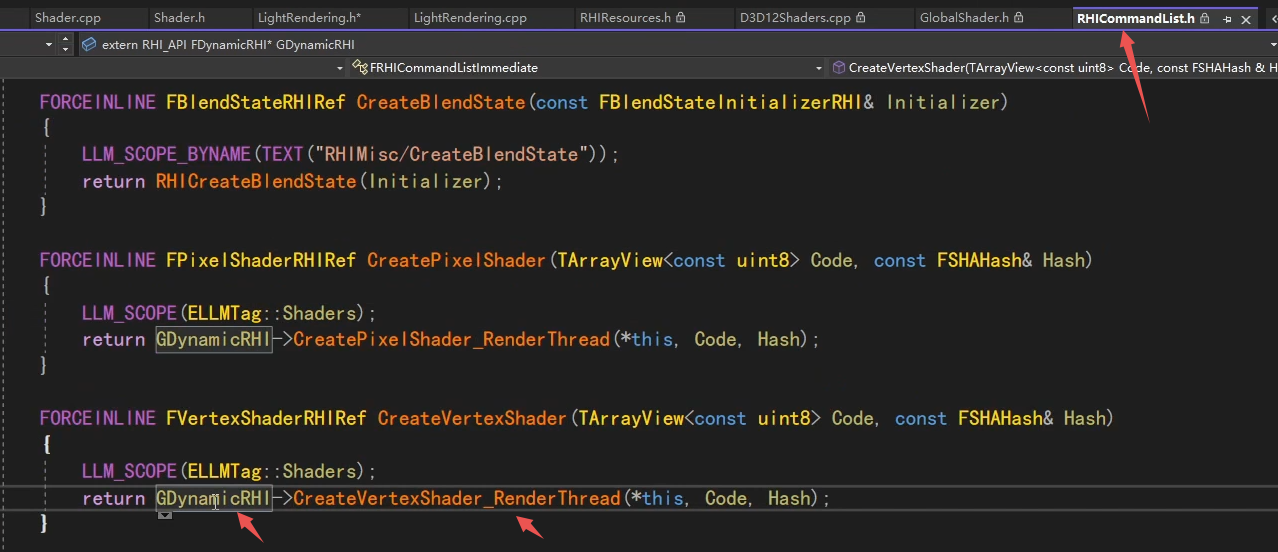 Shader.cpp Shader.h LightRendering.h* LightRendering.cpp RHIResources.h D3D12Shaders.cpp GlobalShader.h RHICommandList.h
extern RHI_API FDynamicRHI* GDynamicRHI
FRHICommandListImmediate CreateVertexShader(TArrayView<const uint8> Code, const FSHAHash & H
FORCEINLINE FBlendStateRHIRef CreateBlendState(const FBlendStateInitializerRHI& Initializer)
{
LLM_SCOPE_BYNAME(TEXT("RHIMisc/CreateBlendState"));
return RHICreateBlendState(Initializer);
}
FORCEINLINE FPixelShaderRHIRef CreatePixelShader(TArrayView<const uint8> Code, const FSHAHash& Hash)
{
LLM_SCOPE(ELLMTag::Shaders);
return GDynamicRHI->CreatePixelShader_RenderThread(*this, Code, Hash);
}
FORCEINLINE FVertexShaderRHIRef CreateVertexShader(TArrayView<const uint8> Code, const FSHAHash& Hash)
{
LLM_SCOPE(ELLMTag::Shaders);
return GDynamicRHI->CreateVertexShader_RenderThread(*this, Code, Hash);
}